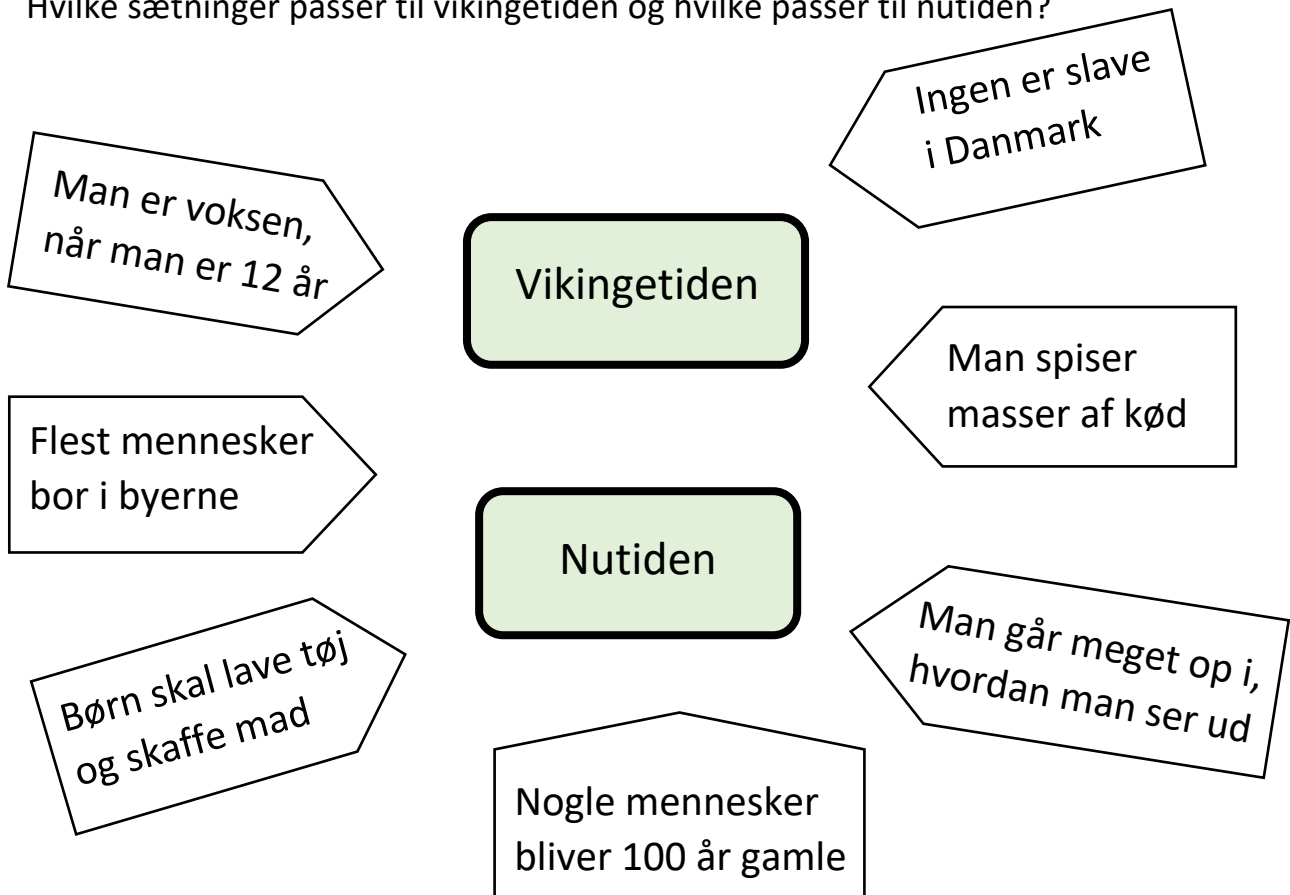 Hvilke sætninger passer til vikingetiden og hvilke passer til nutiden?
Ingen er slave
i Danmark
Man er voksen,
når man er 12 år
Vikingetiden
Man spiser
masser af kød
Flest mennesker
bor i byerne
Nutiden
Man går meget op i,
hvordan man ser ud
Børn skal lave tøj
og skaffe mad
Nogle mennesker
bliver 100 år gamle